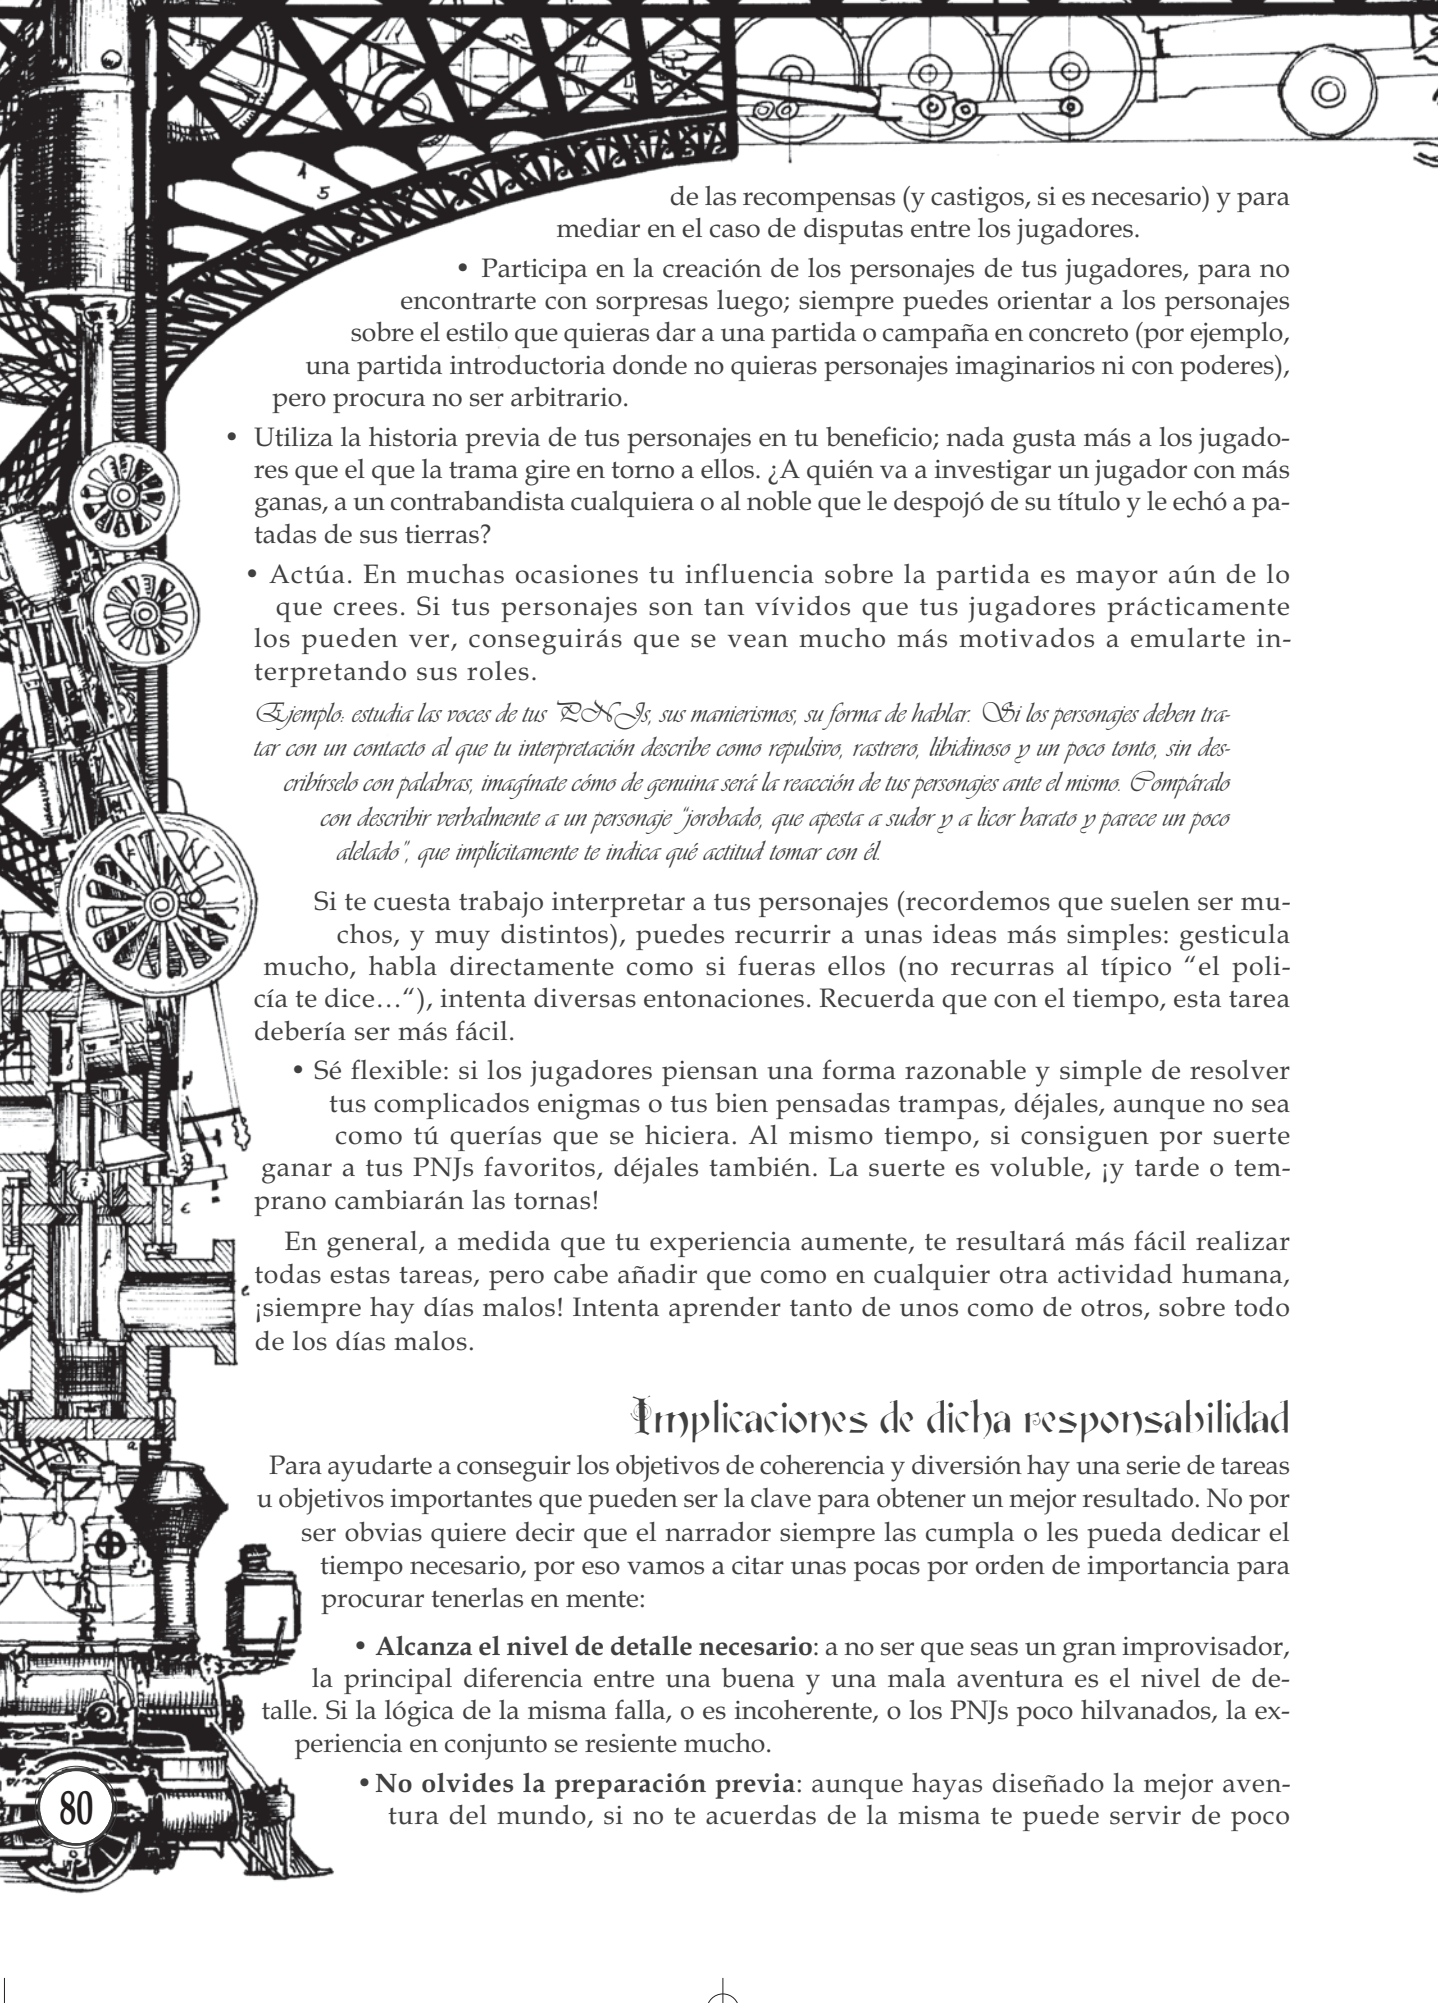 de las recompensas (y castigos, si es necesario) y para
mediar en el caso de disputas entre los jugadores.
• Participa en la creación de los personajes de tus jugadores, para no
encontrarte con sorpresas luego; siempre puedes orientar a los personajes
sobre el estilo que quieras dar a una partida o campaña en concreto (por ejemplo,
una partida introductoria donde no quieras personajes imaginarios ni con poderes),
pero procura no ser arbitrario.
• Utiliza la historia previa de tus personajes en tu beneficio; nada gusta más a los jugado-
res que el que la trama gire en torno a ellos. ¿A quién va a investigar un jugador con más
ganas, a un contrabandista cualquiera o al noble que le despojó de su título y le echó a pa-
tadas de sus tierras?
• Actúa. En muchas ocasiones tu influencia sobre la partida es mayor aún de lo
que crees. Si tus personajes son tan vívidos que tus jugadores prácticamente
los pueden ver, conseguirás que se vean mucho más motivados a emularte in-
terpretando sus roles.
Ejemplo: estudia las voces de tus PNJs, sus manierismos, su forma de hablar. Si los personajes deben tra-
tar con un contacto al que tu interpretación describe como repulsivo, rastrero, libidinoso y un poco tonto, sin des-
cribírselo con palabras, imagínate cómo de genuina será la reacción de tus personajes ante el mismo. Compáralo
con describir verbalmente a un personaje "jorobado, que apesta a sudor y a licor barato y parece un poco
alelado", que implícitamente te indica qué actitud tomar con él.
Si te cuesta trabajo interpretar a tus personajes (recordemos que suelen ser mu-
chos, y muy distintos), puedes recurrir a unas ideas más simples: gesticula
mucho, habla directamente como si fueras ellos (no recurras al típico “el poli-
cía te dice…“), intenta diversas entonaciones. Recuerda que con el tiempo, esta tarea
debería ser más fácil.
• Sé flexible: si los jugadores piensan una forma razonable y simple de resolver
tus complicados enigmas o tus bien pensadas trampas, déjales, aunque no sea
como tú querías que se hiciera. Al mismo tiempo, si consiguen por suerte
ganar a tus PNJs favoritos, déjales también. La suerte es voluble, ¡y tarde o tem-
prano cambiarán las tornas!
En general, a medida que tu experiencia aumente, te resultará más fácil realizar
todas estas tareas, pero cabe añadir que como en cualquier otra actividad humana,
¡siempre hay días malos! Intenta aprender tanto de unos como de otros, sobre todo
de los días malos.
Implicaciones de dicha responsabilidad
Para ayudarte a conseguir los objetivos de coherencia y diversión hay una serie de tareas
u objetivos importantes que pueden ser la clave para obtener un mejor resultado. No por
ser obvias quiere decir que el narrador siempre las cumpla o les pueda dedicar el
tiempo necesario, por eso vamos a citar unas pocas por orden de importancia para
procurar tenerlas en mente:
• Alcanza el nivel de detalle necesario: a no ser que seas un gran improvisador,
la principal diferencia entre una buena y una mala aventura es el nivel de de-
talle. Si la lógica de la misma falla, o es incoherente, o los PNJs poco hilvanados, la ex-
periencia en conjunto se resiente mucho.
• No olvides la preparación previa: aunque hayas diseñado la mejor aven-
tura del mundo, si no te acuerdas de la misma te puede servir de poco
80